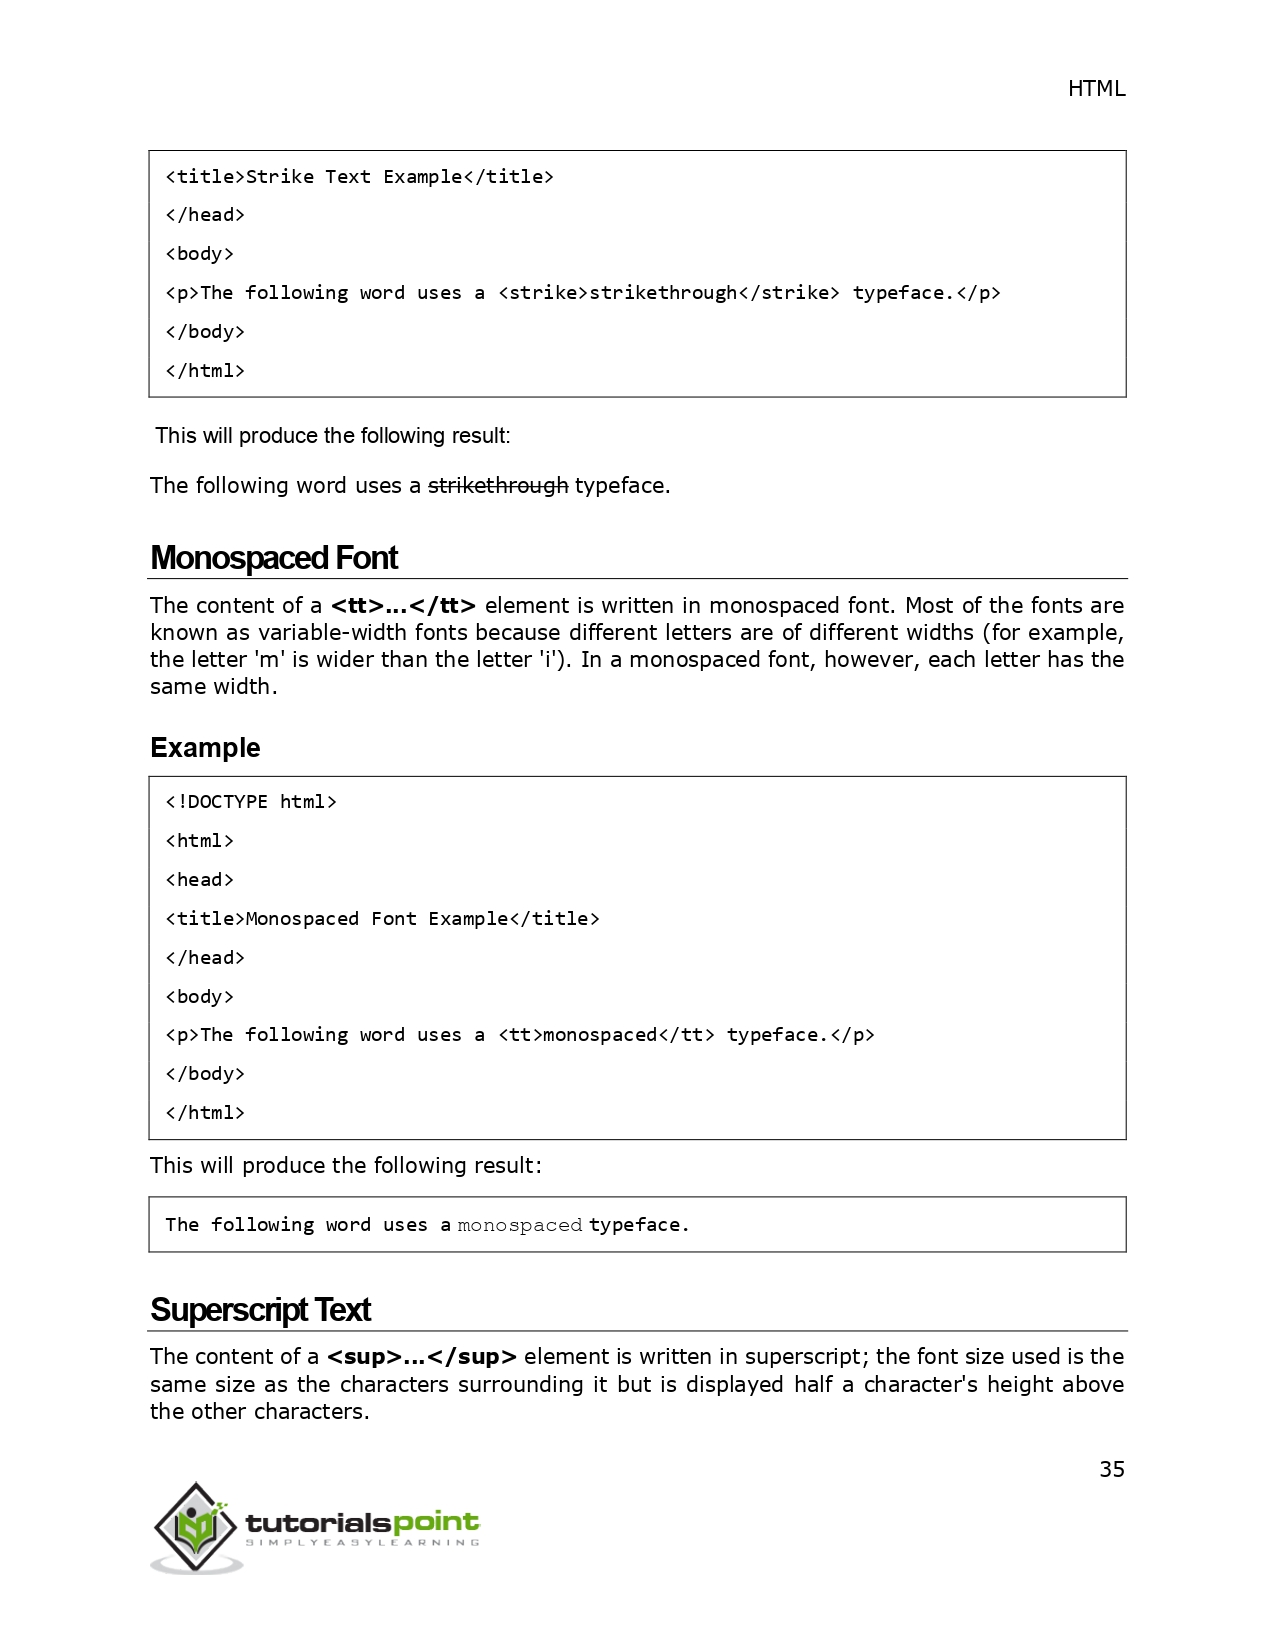 HTML
<title>Strike Text Example</title>
</head>
<body>
<p>The following word uses a <strike>strikethrough</strike> typeface.</p>
</body>
</html>
This will produce the following result:
The following word uses a strikethrough typeface.
Monospaced Font
The content of a <tt>...</tt> element is written in monospaced font. Most of the fonts are
known as variable-width fonts because different letters are of different widths (for example,
the letter 'm' is wider than the letter 'i'). In a monospaced font, however, each letter has the
same width.
Example
<!DOCTYPE html>
<html>
<head>
<title>Monospaced Font Example</title>
</head>
<body>
<p>The following word uses a <tt>monospaced</tt> typeface.</p>
</body>
</html>
This will produce the following result:
The following word uses a monospaced typeface.
Superscript Text
The content of a <sup>...</sup> element is written in superscript; the font size used is the
same size as the characters surrounding it but is displayed half a character's height above
the other characters.
35
tutorialspoint
SIMPLYEASYLEARNING